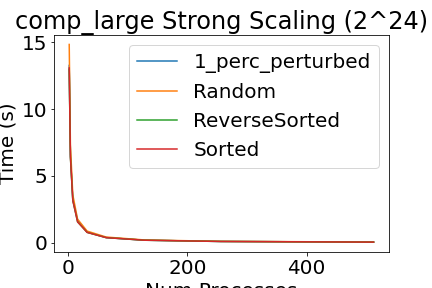 comp_large Strong Scaling (2^24)
15
10
5
0
Time (s)
1_perc_perturbed
Random
ReverseSorted
Sorted
0 200 400
Num Processes